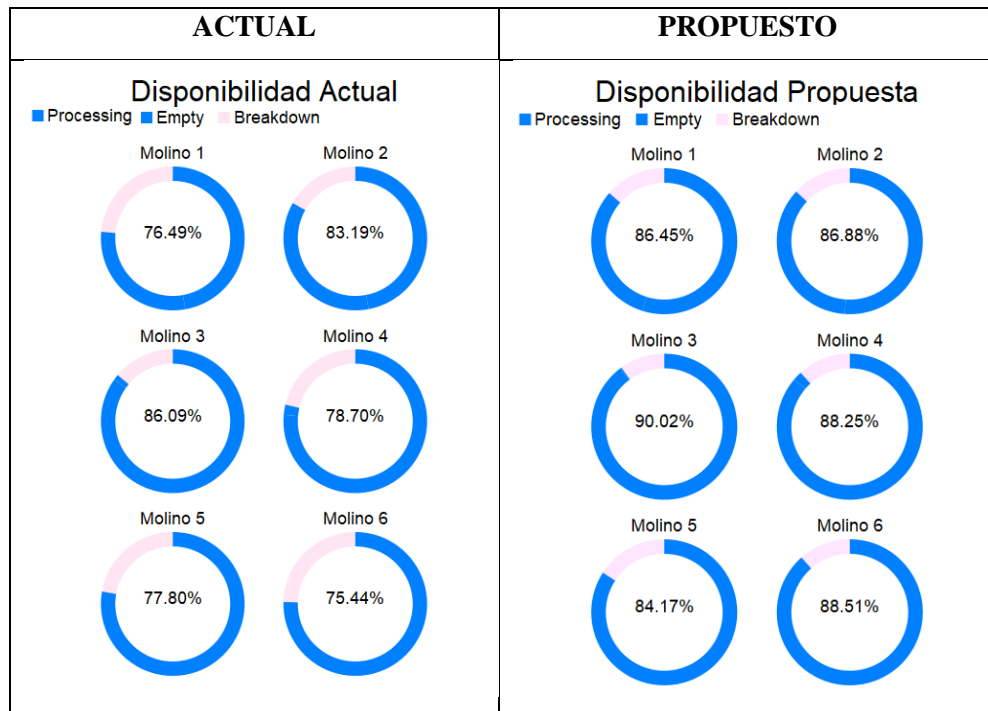 ACTUAL
PROPUESTO
Disponibilidad Actual
Processing Empty Breakdown
Molino 1 Molino 2
76.49% 83.19%
Molino 3 Molino 4
86.09% 78.70%
Molino 5 Molino 6
77.80% 75.44%
Disponibilidad Propuesta
Processing Empty Breakdown
Molino 1 Molino 2
86.45% 86.88%
Molino 3 Molino 4
90.02% 88.25%
Molino 5 Molino 6
84.17% 88.51%